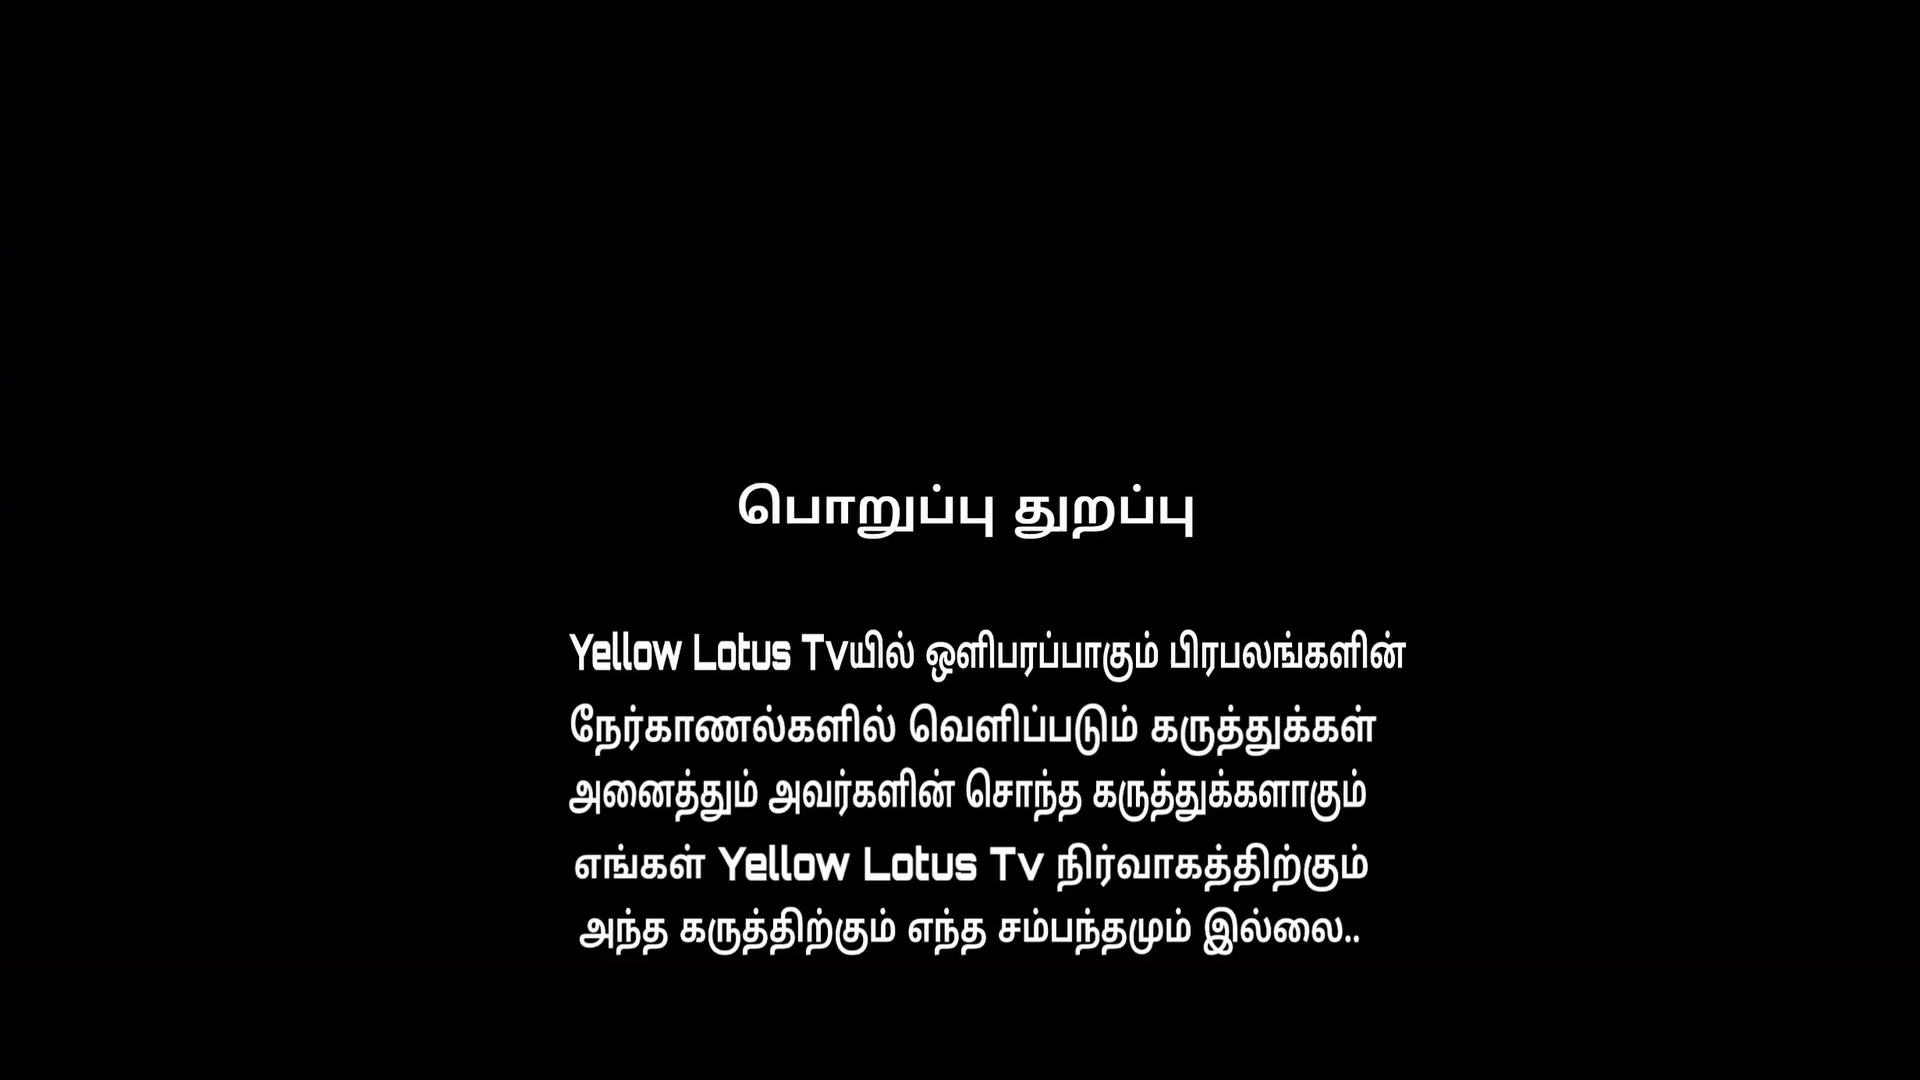 பொறுப்பு துறப்பு
Yellow Lotus Tvயில் ஒளிபரப்பாகும் பிரபலங்களின்
நேர்காணல்களில் வெளிப்படும் கருத்துக்கள்
அனைத்தும் அவர்களின் சொந்த கருத்துக்களாகும்
எங்கள் Yellow Lotus Tv நிர்வாகத்திற்கும்
அந்த கருத்திற்கும் எந்த சம்பந்தமும் இல்லை..